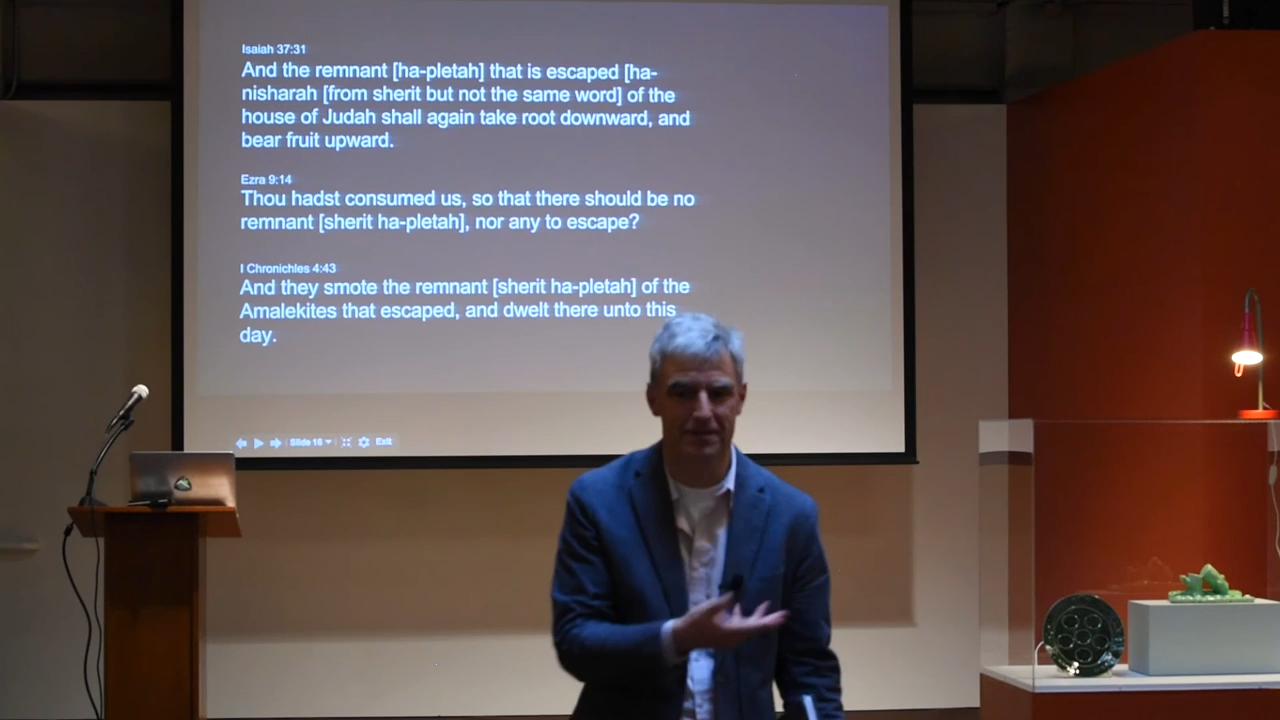 Isaiah 37:31
And the remnant [ha-pletah] that is escaped [ha-
nisharah [from sherit but not the same word] of the
house of Judah shall again take root downward, and
bear fruit upward.
Ezra 9:14
Thou hadst consumed us, so that there should be no
remnant [sherit ha-pletah], nor any to escape?
I Chronichles 4:43
And they smote the remnant [sherit ha-pletah] of the
Amalekites that escaped, and dwelt there unto this
day.
Slide 16 Exit